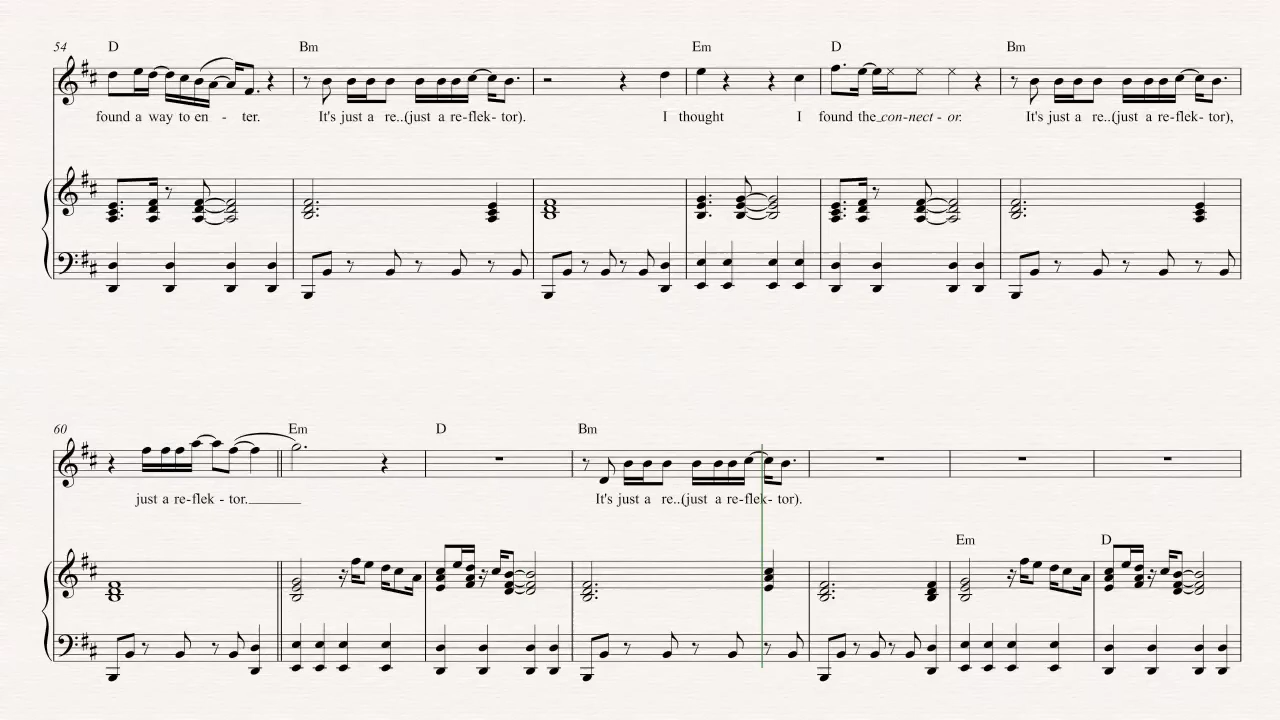 54 D Bm Em D Bm
found a way to en - ter. It's just a re..(just a re-flek- tor). I thought I found the_con-nect - or. It's just a re..(just a re-flek- tor),
60 Em D Bm
just a re-flek - tor.________ It's just a re..(just a re-flek- tor).
Em D